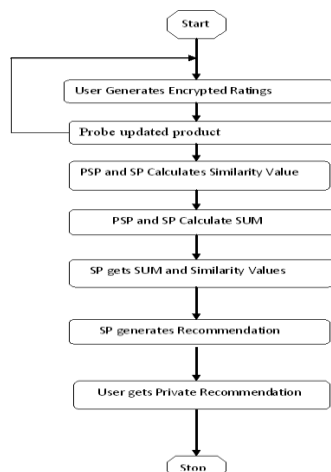 Start
User Generates Encrypted Ratings
Probe updated product
PSP and SP Calculates Similarity Value
PSP and SP Calculate SUM
SP gets SUM and Similarity Values
SP generates Recommendation
User gets Private Recommendation
Stop